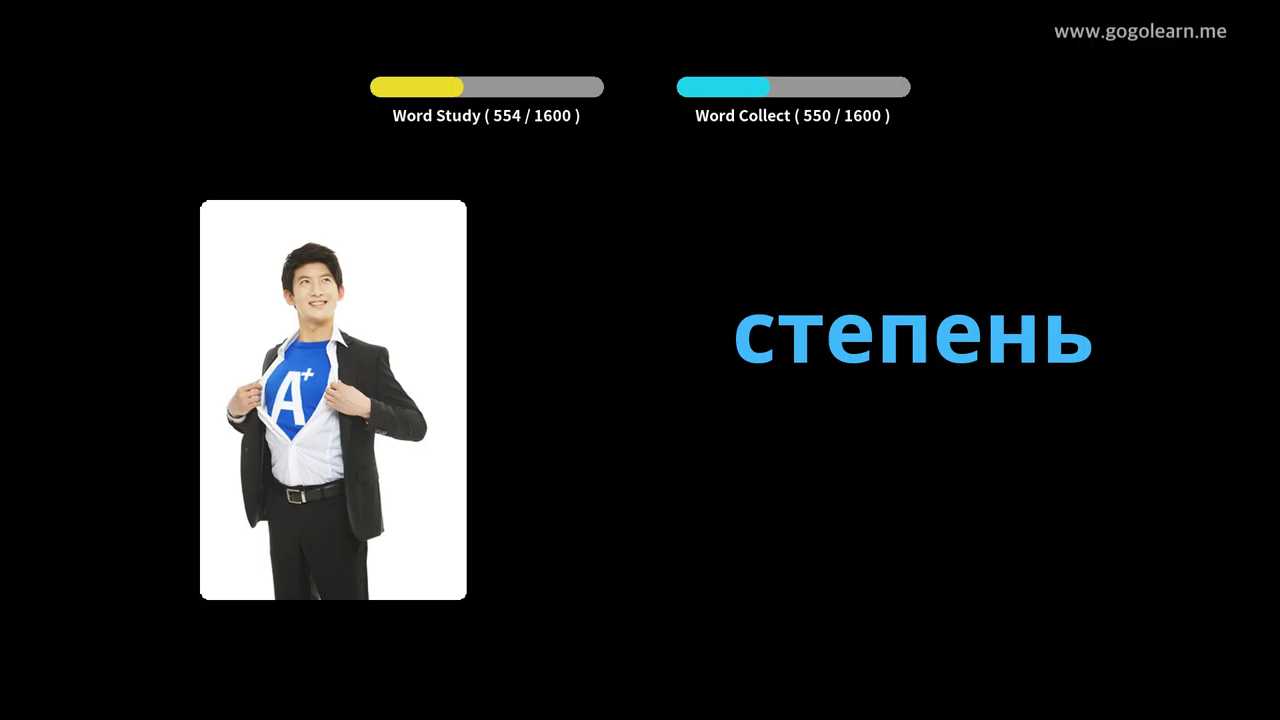 www.gogolearn.me
Word Study ( 554 / 1600 )
Word Collect ( 550 / 1600 )
степень
A+